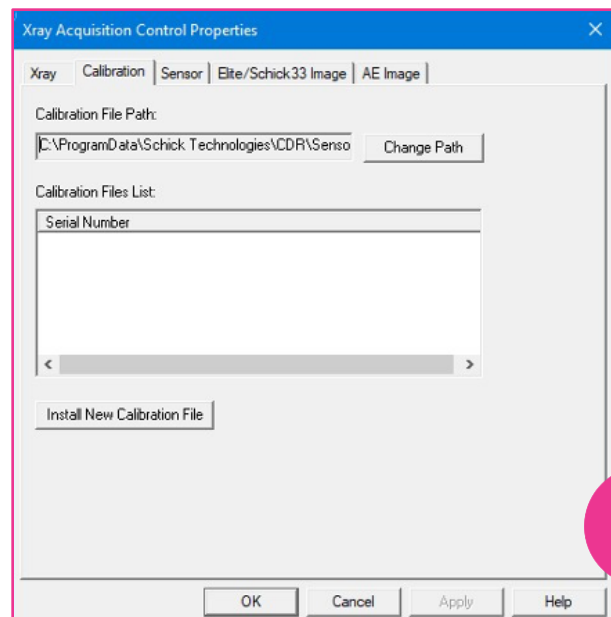 Xray Acquisition Control Properties
Xray Calibration Sensor Elite/Schick33 Image AE Image
Calibration File Path:
C:\ProgramData\Schick Technologies\CDR\Senso Change Path
Calibration Files List:
Serial Number
Install New Calibration File
OK Cancel Apply Help